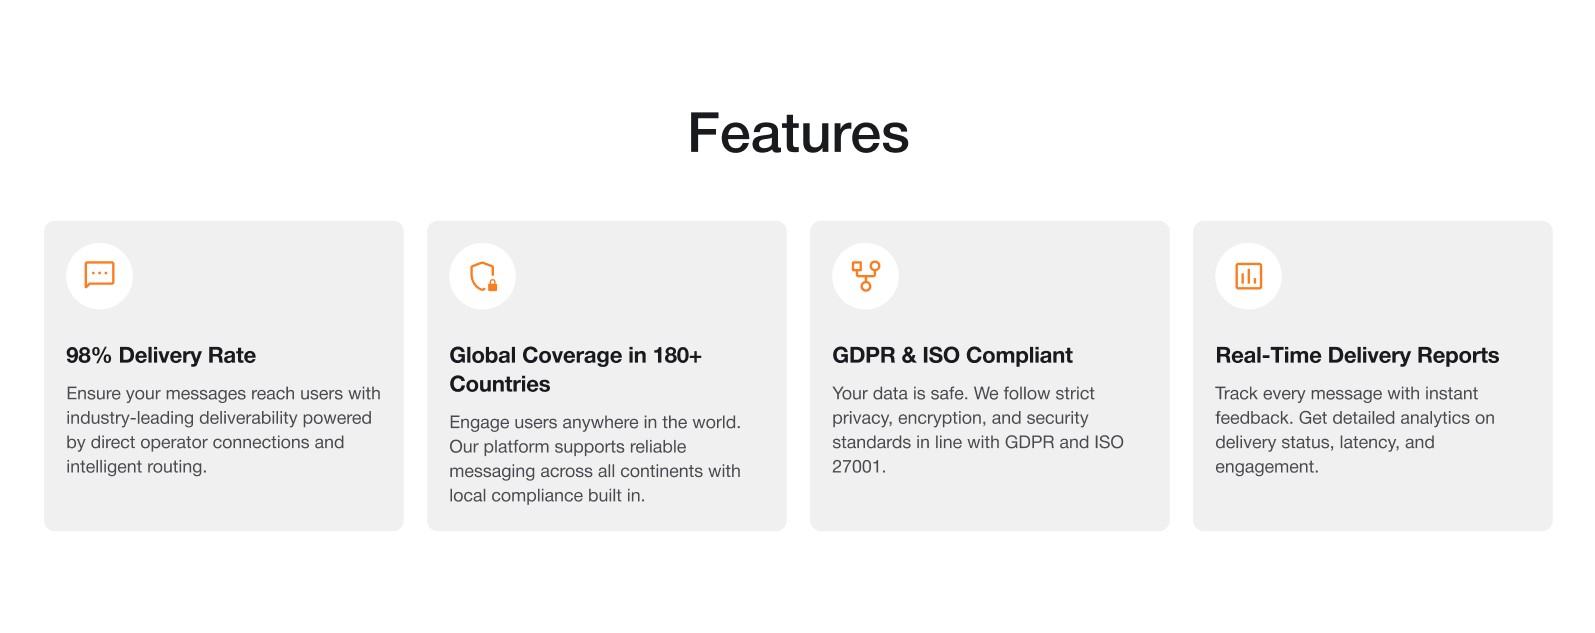 Features
98% Delivery Rate
Ensure your messages reach users with
industry-leading deliverability powered
by direct operator connections and
intelligent routing.
Global Coverage in 180+
Countries
Engage users anywhere in the world.
Our platform supports reliable
messaging across all continents with
local compliance built in.
GDPR & ISO Compliant
Your data is safe. We follow strict
privacy, encryption, and security
standards in line with GDPR and ISO
27001.
Real-Time Delivery Reports
Track every message with instant
feedback. Get detailed analytics on
delivery status, latency, and
engagement.